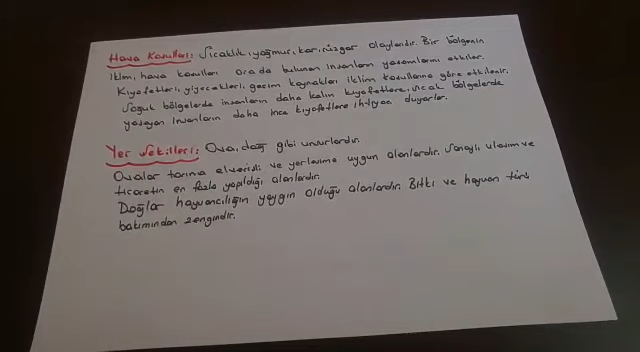 Hava Koşulları: Sıcaklık, yağmur, kar, rüzgar olaylarıdır. Bir bölgenin
iklimi, hava koşulları orada bulunan insanların yaşamlarını etkiler.
Kıyafetleri, yiyecekleri, geçim kaynakları iklim koşullarına göre etkilenir.
Soğuk bölgelerde insanların daha kalın kıyafetlere, sıcak bölgelerde
yaşayan insanların daha ince kıyafetlere ihtiyaç duyarlar.
Yer Şekilleri: Ova, dağ gibi unsurlardır.
Ovalar tarıma elverişli ve yerleşime uygun alanlardır. Sanayi, ulaşım ve
ticaretin en fazla yapıldığı alanlardır.
Dağlar hayvancılığın yaygın olduğu alanlardır. Bitki ve hayvan türü
bakımından zengindir.